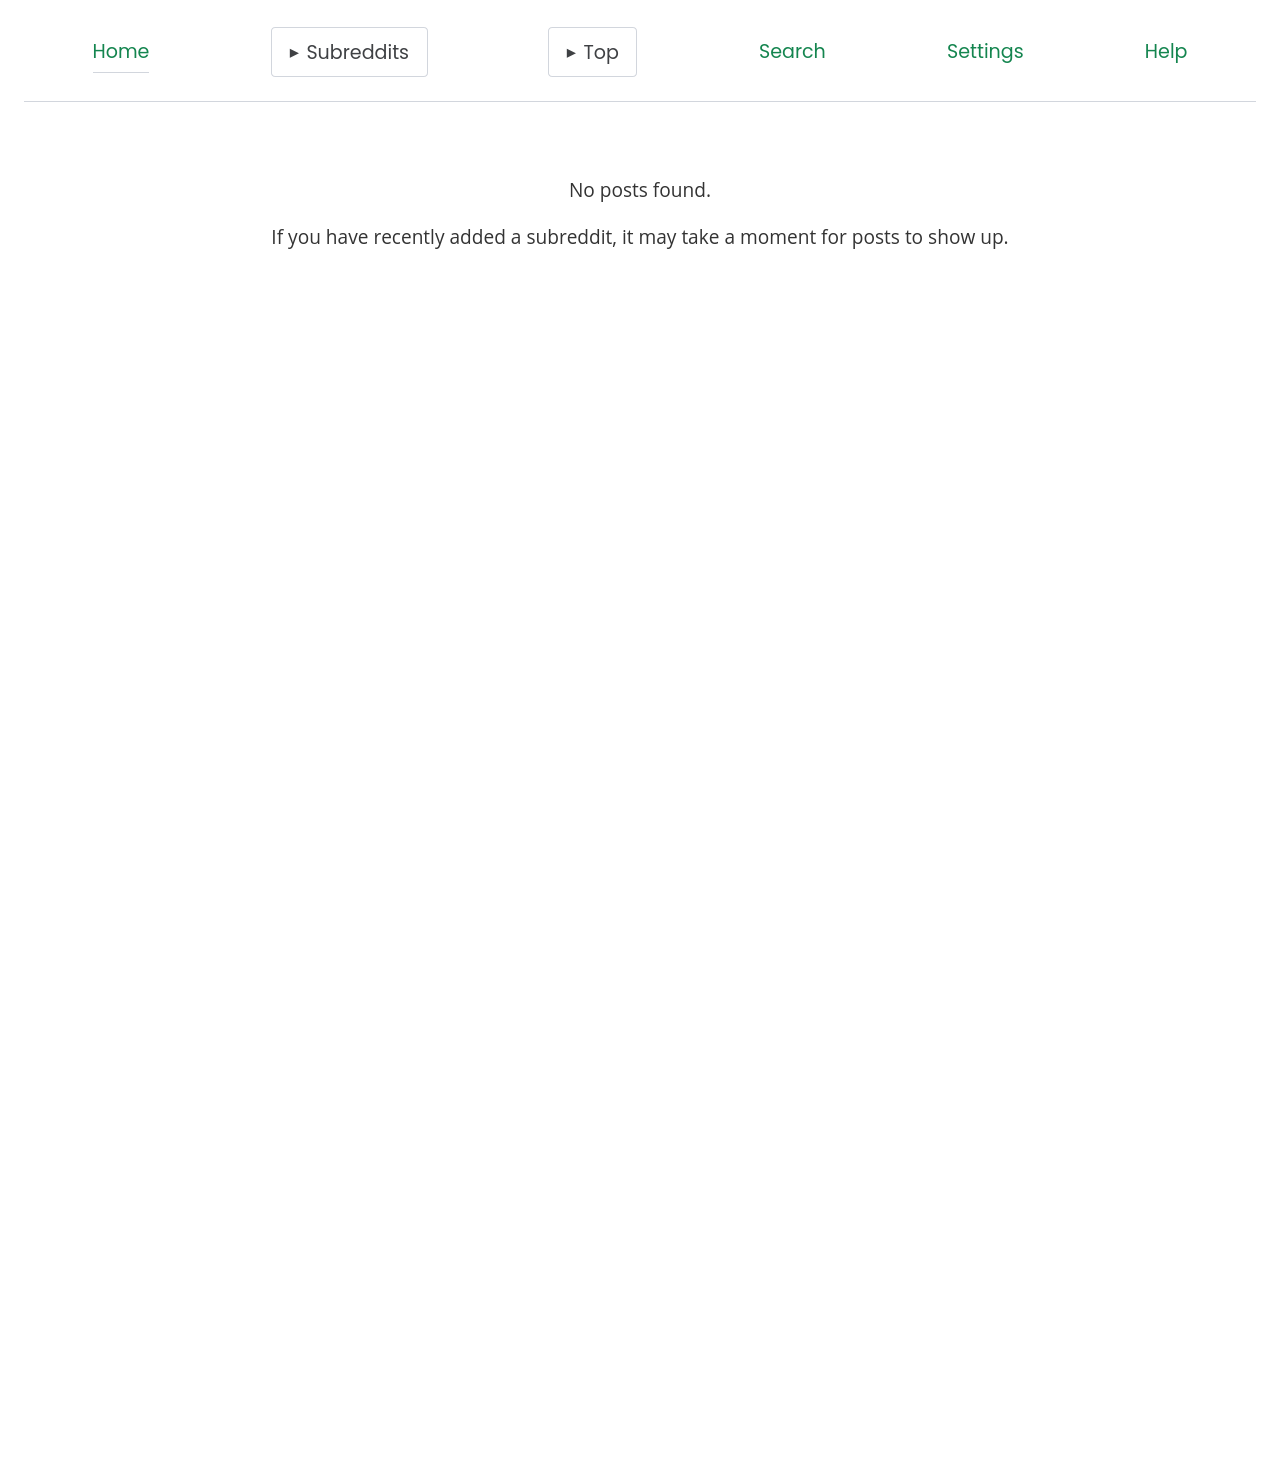 Home ▸ Subreddits ▸ Top Search Settings Help
No posts found.
If you have recently added a subreddit, it may take a moment for posts to show up.